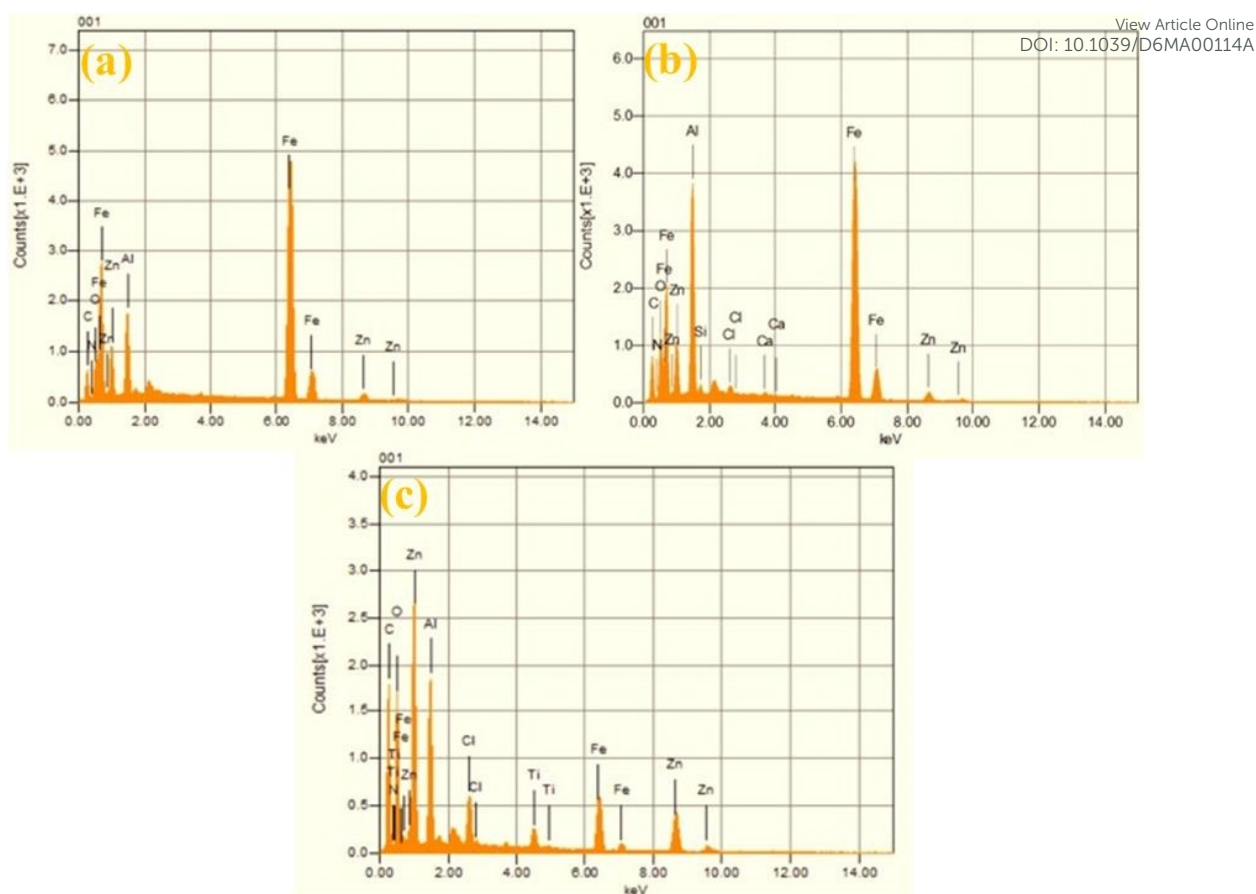 View Article Online
DOI: 10.1039/D6MA00114A
001
(a)
7.0
6.0
5.0
4.0
3.0
2.0
1.0
0.0
Counts[x1.E+3]
Fe
Fe
Zn
Al
Fe
O
C
N
Zn
Fe
Zn
Zn
0.00 2.00 4.00 6.00 8.00 10.00 12.00 14.00
keV
001
(b)
6.0
5.0
4.0
3.0
2.0
1.0
0.0
Counts[x1.E+3]
Al
Fe
Fe
Fe
O
Zn
C
N
Zn
Si
Cl
Cl
Ca
Ca
Fe
Zn
Zn
0.00 2.00 4.00 6.00 8.00 10.00 12.00 14.00
keV
001
(c)
4.0
3.5
3.0
2.5
2.0
1.5
1.0
0.5
0.0
Counts[x1.E+3]
Zn
O
C
Al
Fe
Fe
Ti
Ti
N
Zn
Cl
Cl
Ti
Ti
Fe
Fe
Zn
Zn
0.00 2.00 4.00 6.00 8.00 10.00 12.00 14.00
keV